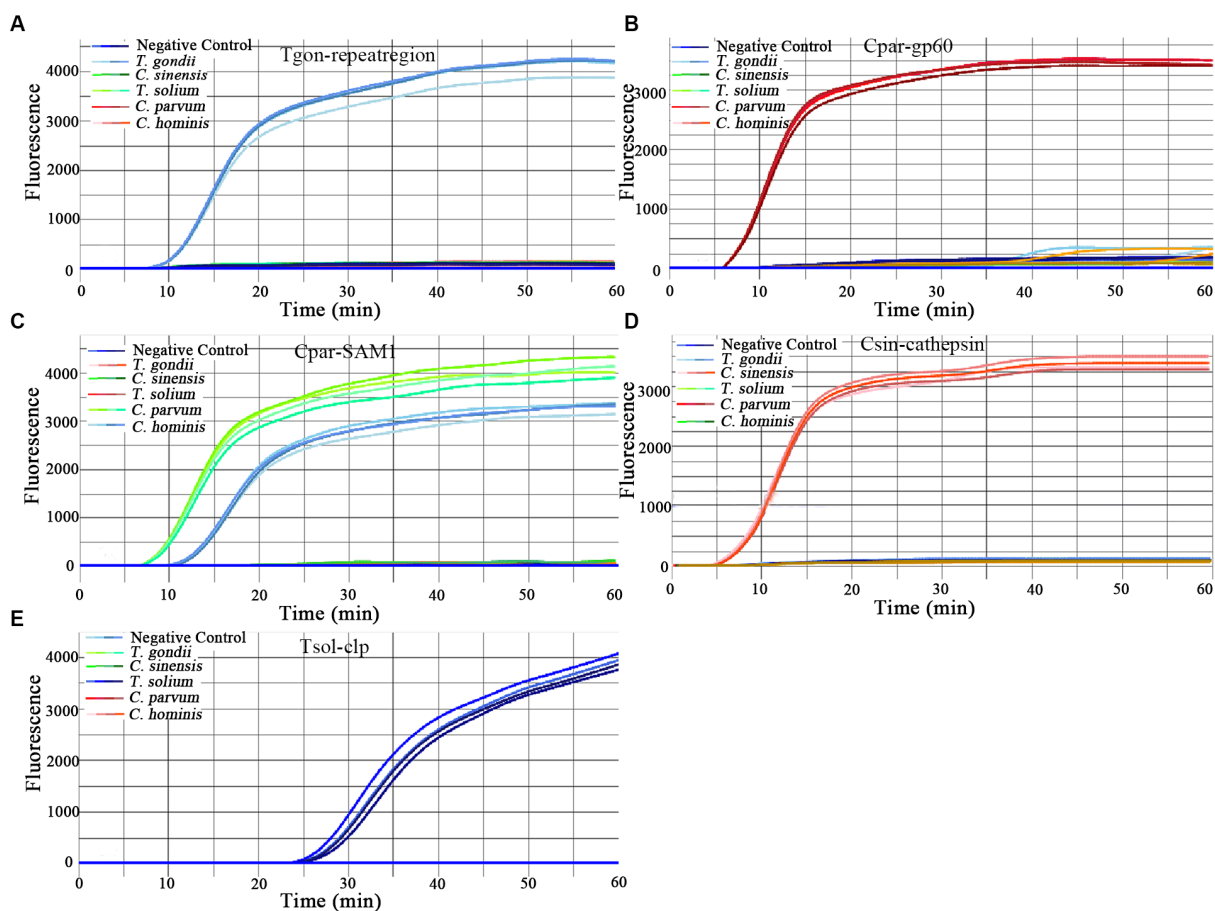 A
Tgon-repeatregion
Negative Control
T. gondii
C. sinensis
T. solium
C. parvum
C. hominis
Fluorescence
4000
3000
2000
1000
0
0 10 20 30 40 50 60
Time (min)
B
Cpar-gp60
Negative Control
T. gondii
C. sinensis
T. solium
C. parvum
C. hominis
Fluorescence
3000
2000
1000
0
0 10 20 30 40 50 60
Time (min)
C
Cpar-SAM1
Negative Control
T. gondii
C. sinensis
T. solium
C. parvum
C. hominis
Fluorescence
4000
3000
2000
1000
0
0 10 20 30 40 50 60
Time (min)
D
Csin-cathepsin
Negative Control
T. gondii
C. sinensis
T. solium
C. parvum
C. hominis
Fluorescence
3000
2000
1000
0
0 10 20 30 40 50 60
Time (min)
E
Tsol-clp
Negative Control
T. gondii
C. sinensis
T. solium
C. parvum
C. hominis
Fluorescence
4000
3000
2000
1000
0
0 10 20 30 40 50 60
Time (min)